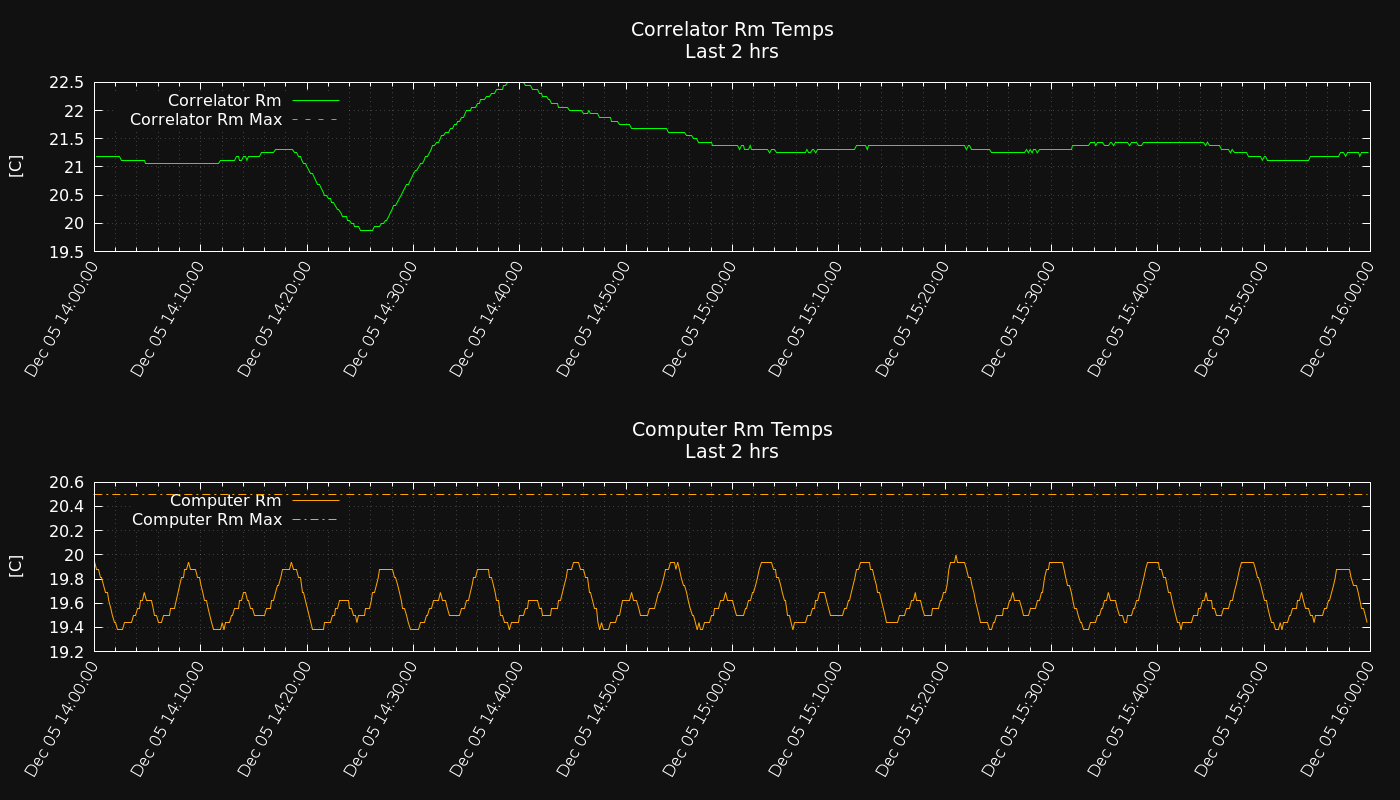 Correlator Rm Temps
Last 2 hrs
22.5
22
21.5
21
20.5
20
19.5
[C]
Correlator Rm
Correlator Rm Max
Dec 05 14:00:00
Dec 05 14:10:00
Dec 05 14:20:00
Dec 05 14:30:00
Dec 05 14:40:00
Dec 05 14:50:00
Dec 05 15:00:00
Dec 05 15:10:00
Dec 05 15:20:00
Dec 05 15:30:00
Dec 05 15:40:00
Dec 05 15:50:00
Dec 05 16:00:00
Computer Rm Temps
Last 2 hrs
20.6
20.4
20.2
20
19.8
19.6
19.4
19.2
[C]
Computer Rm
Computer Rm Max
Dec 05 14:00:00
Dec 05 14:10:00
Dec 05 14:20:00
Dec 05 14:30:00
Dec 05 14:40:00
Dec 05 14:50:00
Dec 05 15:00:00
Dec 05 15:10:00
Dec 05 15:20:00
Dec 05 15:30:00
Dec 05 15:40:00
Dec 05 15:50:00
Dec 05 16:00:00